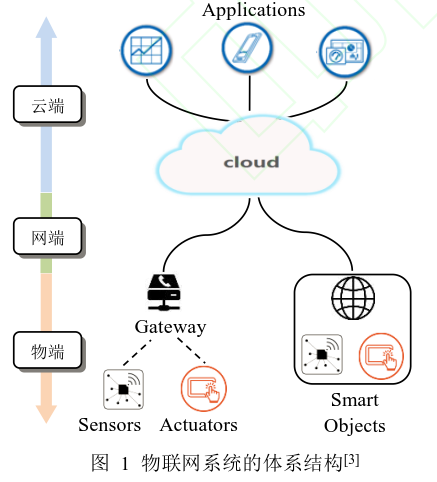 Applications
云端
cloud
网端
Gateway
物端
Sensors
Actuators
Smart
Objects
图 1 物联网系统的体系结构[3]